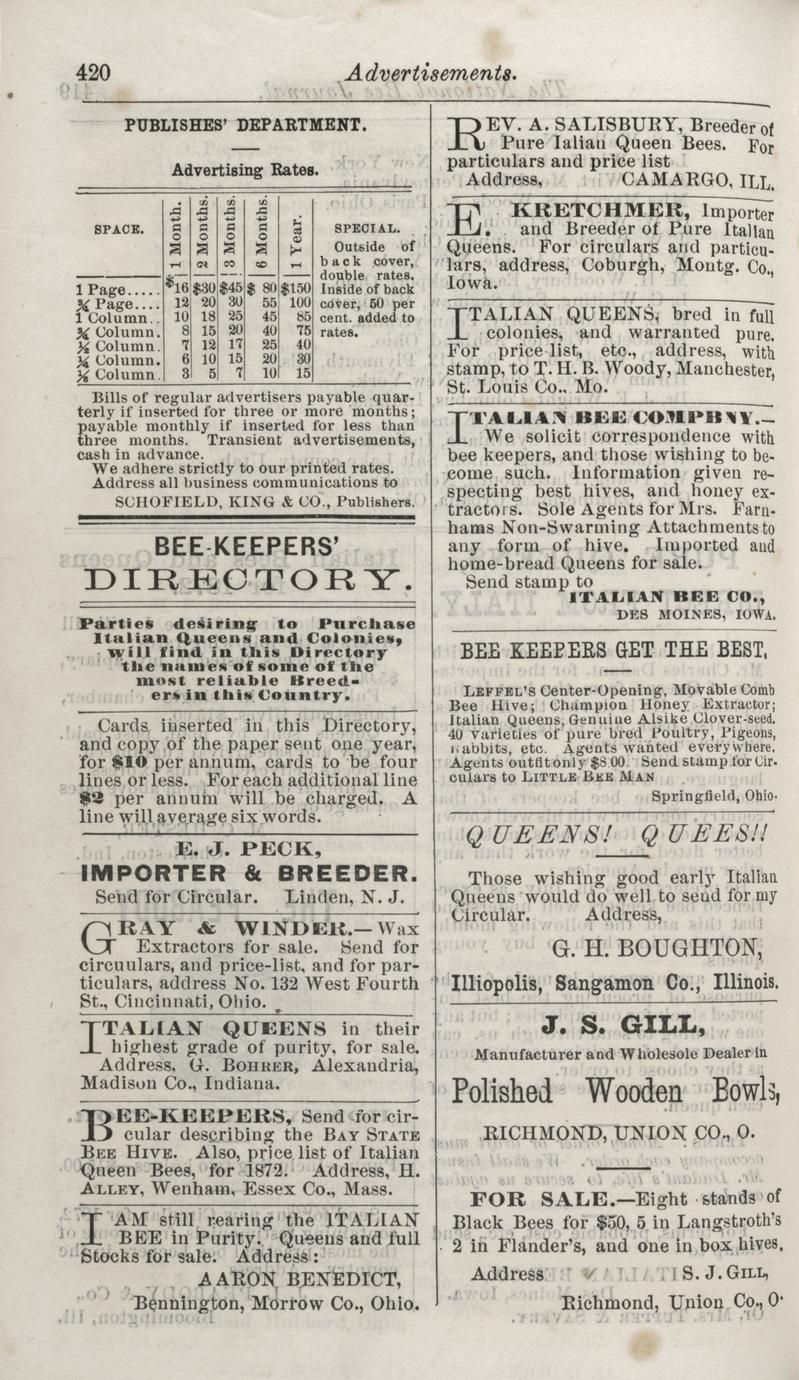 420
Advertisements.
PUBLISHES' DEPARTMENT.
Advertising Rates.
SPACE. 1 Month. 2 Months. 3 Months. 6 Months. 1 Year.
1 Page..... $16 $30 $45 $ 80 $150
¾ Page.... 12 20 30 55 100
1 Column.. 10 18 25 45 85
¾ Column. 8 15 20 40 75
½ Column. 7 12 17 25 40
¼ Column. 6 10 15 20 30
⅛ Column. 3 5 7 10 15
SPECIAL.
Outside of
back cover,
double rates.
Inside of back
cover, 50 per
cent. added to
rates.
Bills of regular advertisers payable quar-
terly if inserted for three or more months;
payable monthly if inserted for less than
three months. Transient advertisements,
cash in advance.
We adhere strictly to our printed rates.
Address all business communications to
SCHOFIELD, KING & CO., Publishers.
BEE-KEEPERS'
DIRECTORY.
Parties desiring to Purchase
Italian Queens and Colonies,
will find in this Directory
the names of some of the
most reliable Breed-
ers in this Country.
Cards inserted in this Directory,
and copy of the paper sent one year,
for $10 per annum, cards to be four
lines or less. For each additional line
$2 per annum will be charged. A
line will average six words.
E. J. PECK,
IMPORTER & BREEDER.
Send for Circular. Linden, N. J.
GRAY & WINDER.—Wax
Extractors for sale. Send for
circuulars, and price-list, and for par-
ticulars, address No. 132 West Fourth
St., Cincinnati, Ohio.
ITALIAN QUEENS in their
highest grade of purity, for sale.
Address, G. BOHRER, Alexandria,
Madison Co., Indiana.
BEE-KEEPERS, Send for cir-
cular describing the BAY STATE
BEE HIVE. Also, price list of Italian
Queen Bees, for 1872. Address, H.
ALLEY, Wenham, Essex Co., Mass.
I AM still rearing the ITALIAN
BEE in Purity. Queens and full
Stocks for sale. Address:
AARON BENEDICT,
Bennington, Morrow Co., Ohio.
REV. A. SALISBURY, Breeder of
Pure Ialian Queen Bees. For
particulars and price list
Address, CAMARGO, ILL.
E. KRETCHMER, Importer
and Breeder of Pure Italian
Queens. For circulars and particu-
lars, address, Coburgh, Montg. Co.,
Iowa.
ITALIAN QUEENS, bred in full
colonies, and warranted pure.
For price list, etc., address, with
stamp, to T. H. B. Woody, Manchester,
St. Louis Co.. Mo.
ITALIAN BEE COMPBNY.—
We solicit correspondence with
bee keepers, and those wishing to be-
come such. Information given re-
specting best hives, and honey ex-
tractors. Sole Agents for Mrs. Farn-
hams Non-Swarming Attachments to
any form of hive. Imported and
home-bread Queens for sale.
Send stamp to
ITALIAN BEE CO.,
DES MOINES, IOWA.
BEE KEEPERS GET THE BEST,
LEFFEL'S Center-Opening, Movable Comb
Bee Hive; Champion Honey Extractor;
Italian Queens, Genuine Alsike Clover-seed.
40 varieties of pure bred Poultry, Pigeons,
Rabbits, etc. Agents wanted everywhere.
Agents outfit only $8 00. Send stamp for Cir-
culars to LITTLE BEE MAN
Springfield, Ohio.
QUEENS! QUEES!!
Those wishing good early Italian
Queens would do well to send for my
Circular. Address,
G. H. BOUGHTON,
Illiopolis, Sangamon Co., Illinois.
J. S. GILL,
Manufacturer and Wholesole Dealer in
Polished Wooden Bowls,
RICHMOND, UNION CO., O.
FOR SALE.—Eight stands of
Black Bees for $50, 5 in Langstroth's
2 in Flander's, and one in box hives.
Address S. J. GILL,
Richmond, Union Co., O.